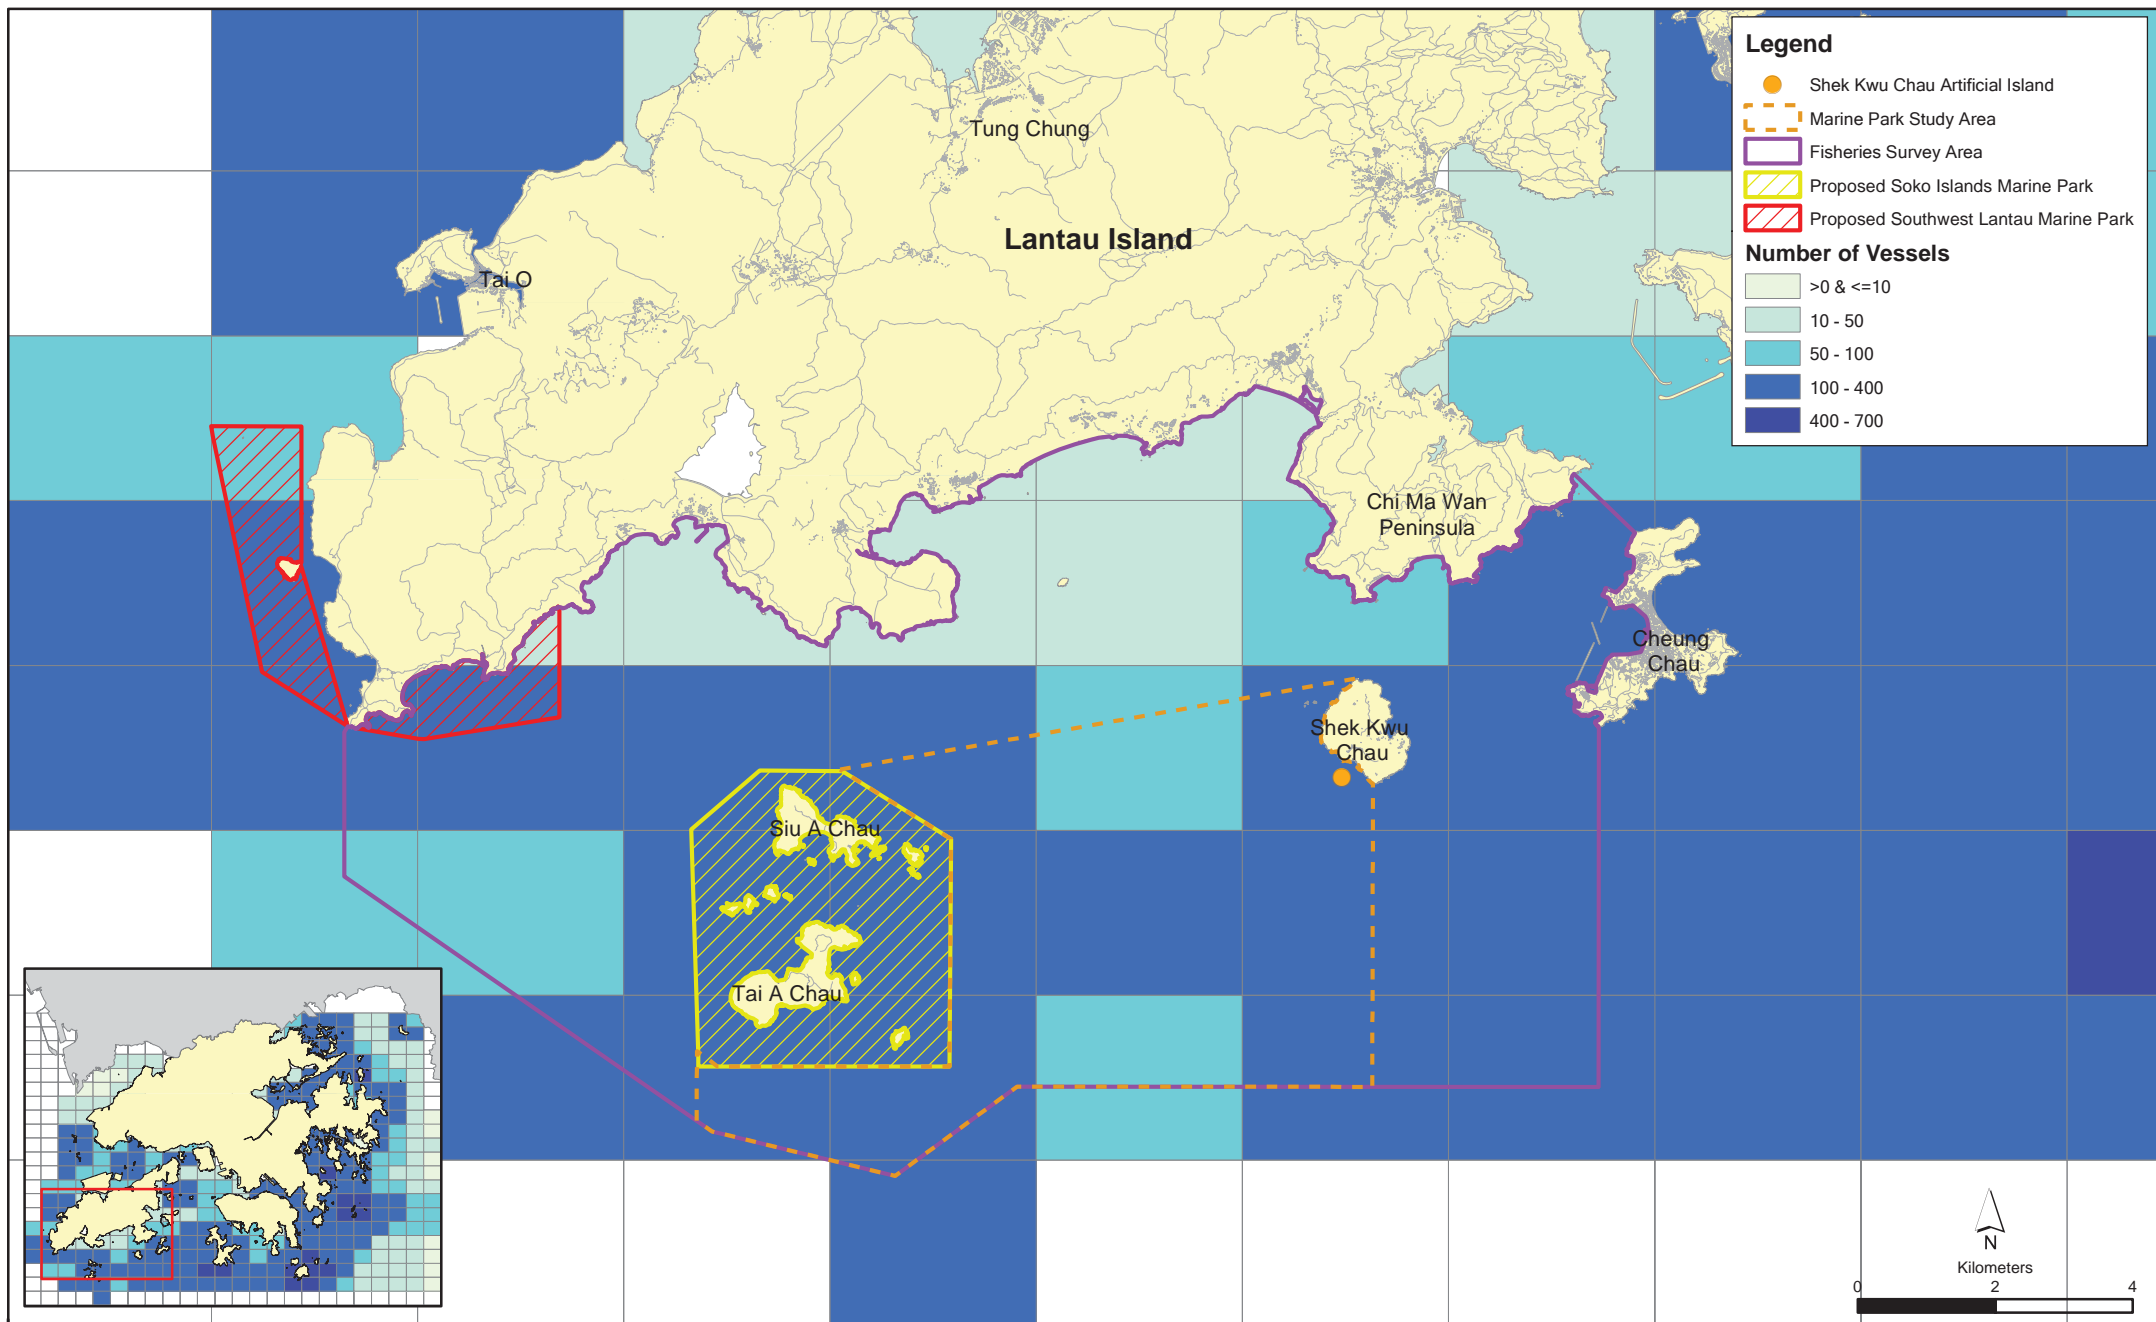 Legend
Shek Kwu Chau Artificial Island
Marine Park Study Area
Fisheries Survey Area
Proposed Soko Islands Marine Park
Proposed Southwest Lantau Marine Park
Number of Vessels
>0 & <=10
10 - 50
50 - 100
100 - 400
400 - 700
Tung Chung
Lantau Island
Tai O
Chi Ma Wan
Peninsula
Cheung
Chau
Shek Kwu
Chau
Siu A Chau
Tai A Chau
N
Kilometers
0 2 4